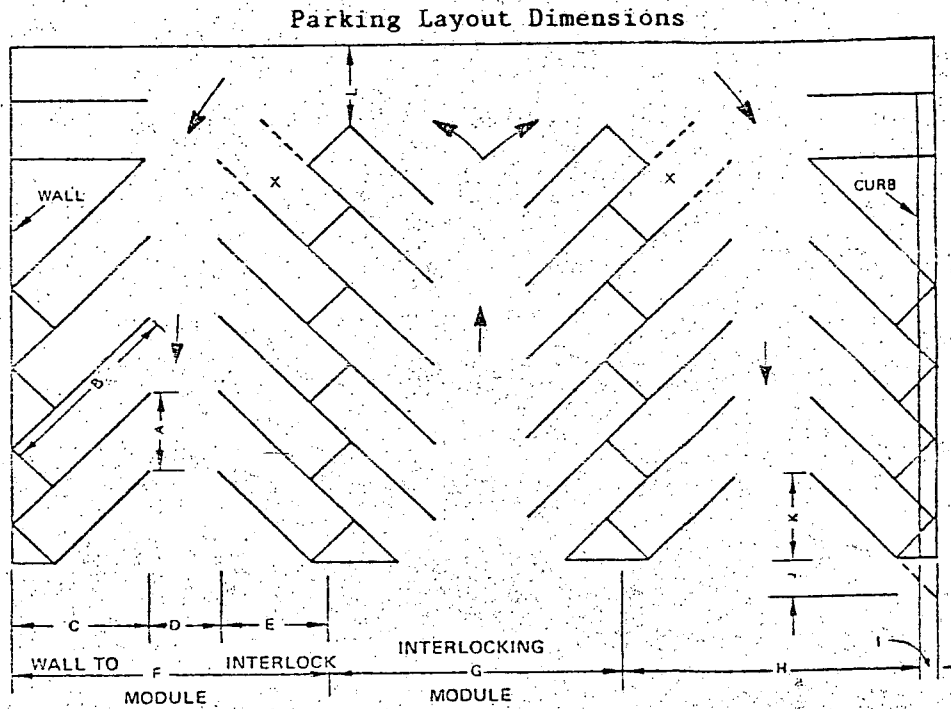 Parking Layout Dimensions
L
X
X
WALL
CURB
B
A
K
J
C
D
E
I
WALL TO
INTERLOCK
INTERLOCKING
F
G
H
MODULE
MODULE